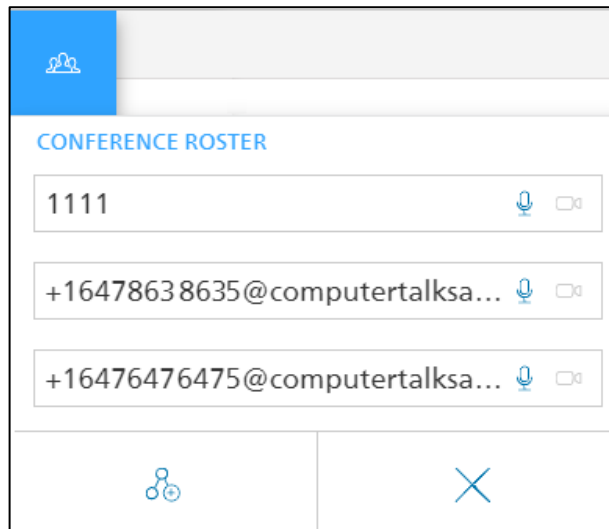 CONFERENCE ROSTER
1111
+16478638635@computertalksa...
+16476476475@computertalksa...